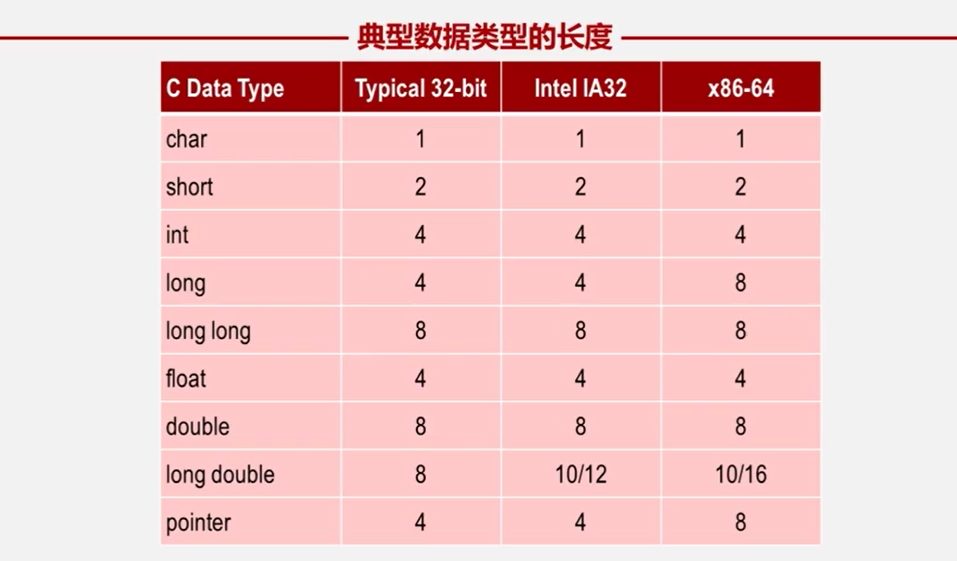 典型数据类型的长度
C Data Type Typical 32-bit Intel IA32 x86-64
char 1 1 1
short 2 2 2
int 4 4 4
long 4 4 8
long long 8 8 8
float 4 4 4
double 8 8 8
long double 8 10/12 10/16
pointer 4 4 8